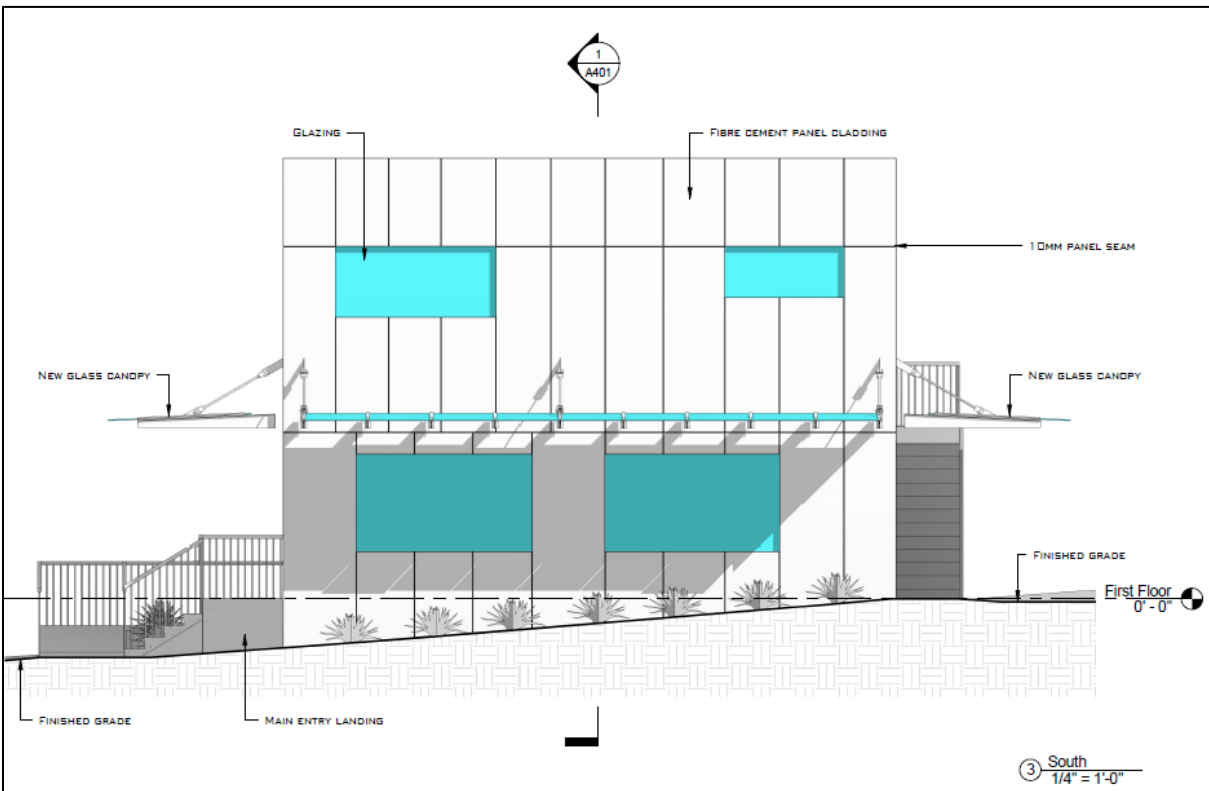 1
A401
GLAZING
FIBRE CEMENT PANEL CLADDING
10MM PANEL SEAM
NEW GLASS CANOPY
NEW GLASS CANOPY
FINISHED GRADE
First Floor
0' - 0"
FINISHED GRADE
MAIN ENTRY LANDING
3
South
1/4" = 1'-0"